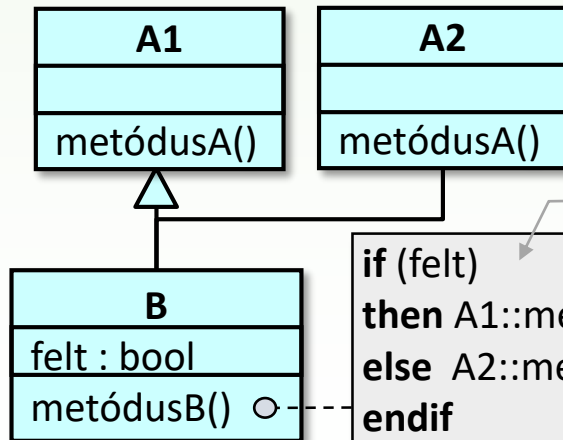 A1
metódusA()
A2
metódusA()
B
felt : bool
metódusB()
if (felt)
then A1::me
else A2::me
endif